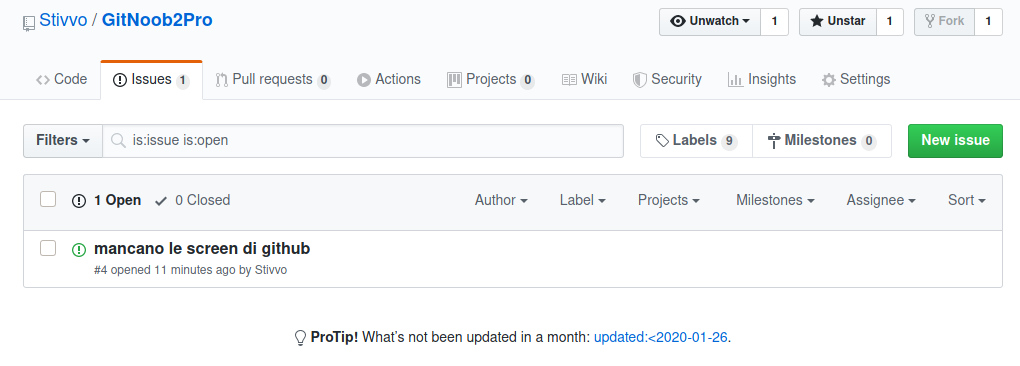 Stivvo / GitNoob2Pro Unwatch 1 Unstar 1 Fork 1
Code Issues 1 Pull requests 0 Actions Projects 0 Wiki Security Insights Settings
Filters is:issue is:open Labels 9 Milestones 0 New issue
1 Open 0 Closed Author Label Projects Milestones Assignee Sort
mancano le screen di github
#4 opened 11 minutes ago by Stivvo
ProTip! What's not been updated in a month: updated:<2020-01-26.